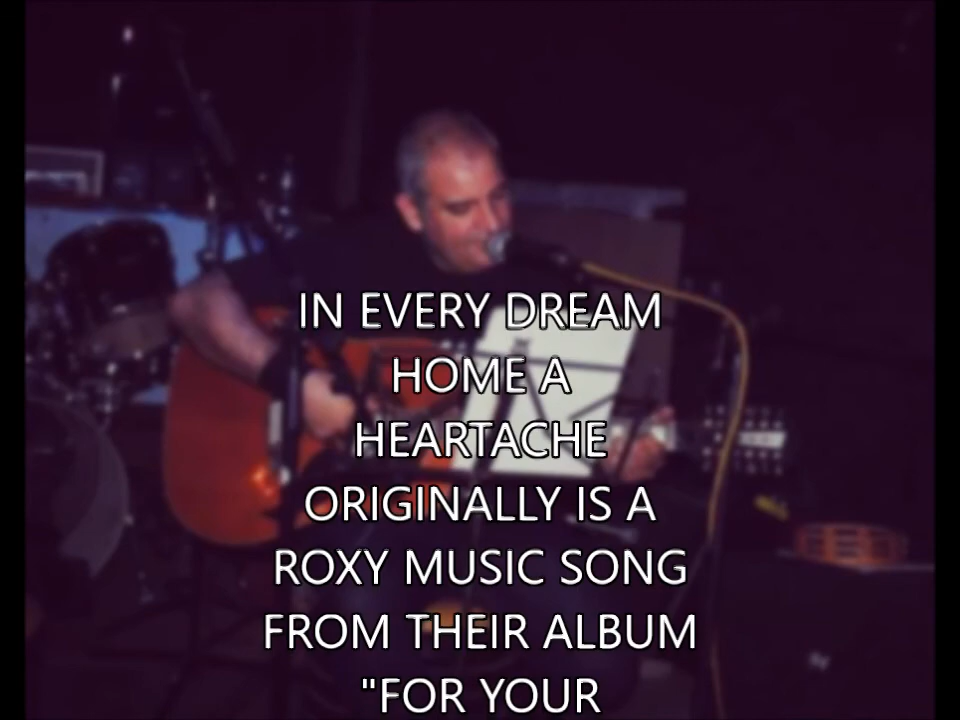 IN EVERY DREAM
HOME A
HEARTACHE
ORIGINALLY IS A
ROXY MUSIC SONG
FROM THEIR ALBUM
"FOR YOUR